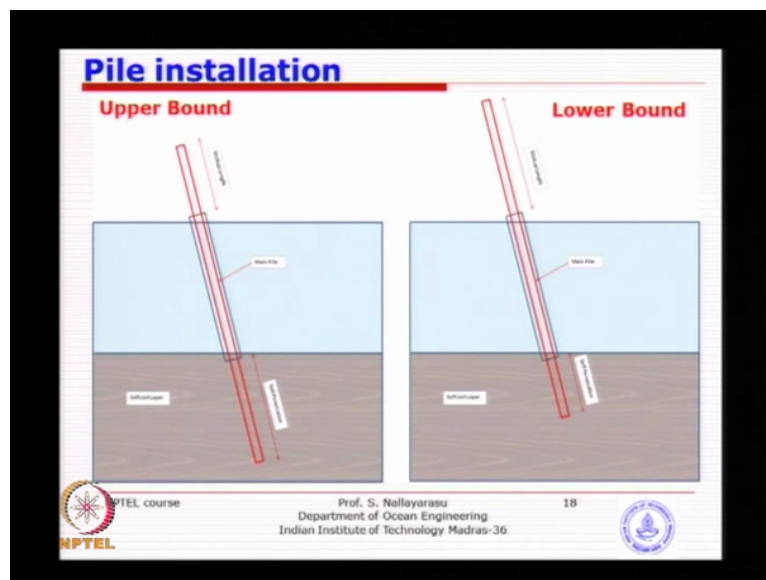 Pile installation
Upper Bound
Lower Bound
Main Pile
Main Pile
Soft soil Layer
Soft soil Layer
NPTEL course
Prof. S. Nallayarasu
18
Department of Ocean Engineering
Indian Institute of Technology Madras-36
NPTEL